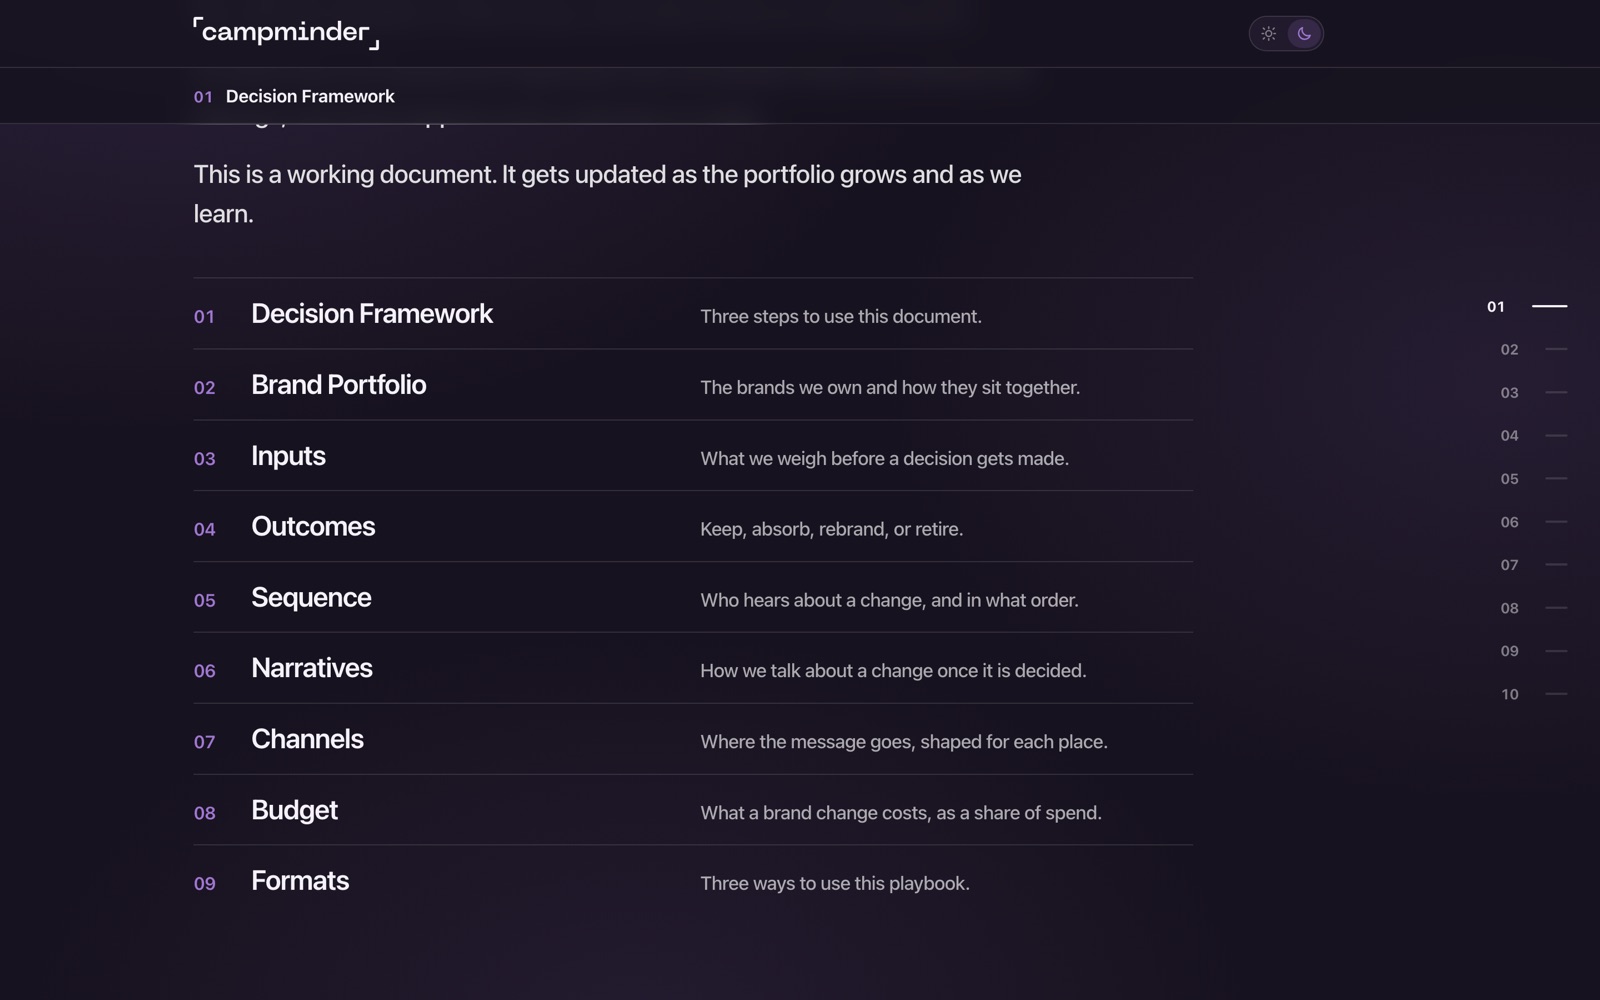 campminder
01 Decision Framework
This is a working document. It gets updated as the portfolio grows and as we
learn.
01 Decision Framework Three steps to use this document.
02 Brand Portfolio The brands we own and how they sit together.
03 Inputs What we weigh before a decision gets made.
04 Outcomes Keep, absorb, rebrand, or retire.
05 Sequence Who hears about a change, and in what order.
06 Narratives How we talk about a change once it is decided.
07 Channels Where the message goes, shaped for each place.
08 Budget What a brand change costs, as a share of spend.
09 Formats Three ways to use this playbook.
01
02
03
04
05
06
07
08
09
10